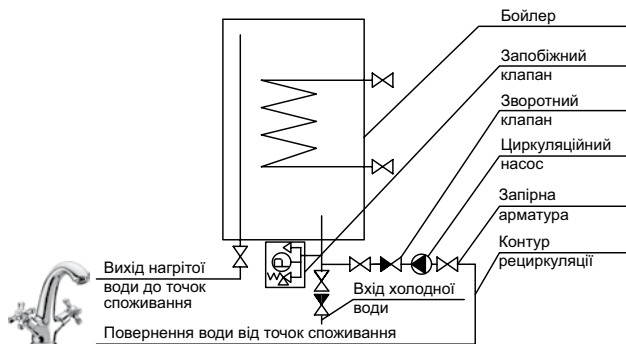 Бойлер
Запобіжний
клапан
Зворотний
клапан
Циркуляційний
насос
Запірна
арматура
Контур
рециркуляції
Вихід нагрітої
води до точок
споживання
Вхід холодної
води
Повернення води від точок споживання